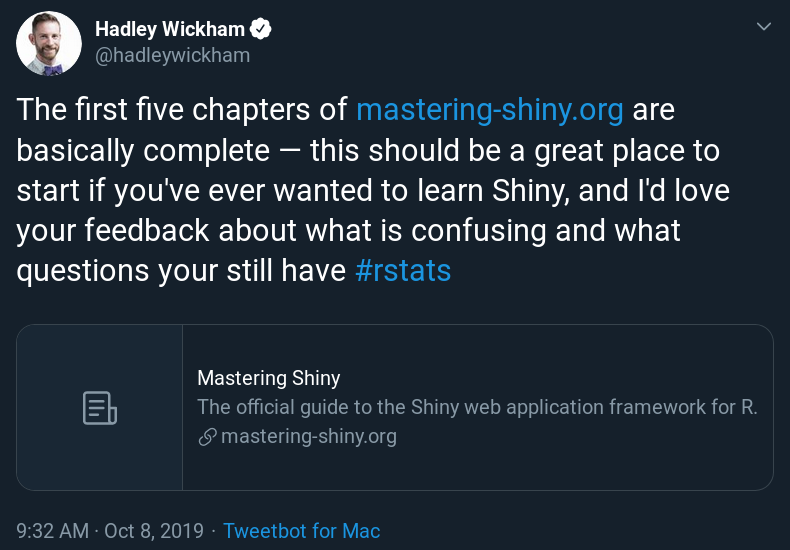 Hadley Wickham
@hadleywickham
The first five chapters of mastering-shiny.org are
basically complete — this should be a great place to
start if you've ever wanted to learn Shiny, and I'd love
your feedback about what is confusing and what
questions your still have #rstats
Mastering Shiny
The official guide to the Shiny web application framework for R.
mastering-shiny.org
9:32 AM · Oct 8, 2019 · Tweetbot for Mac